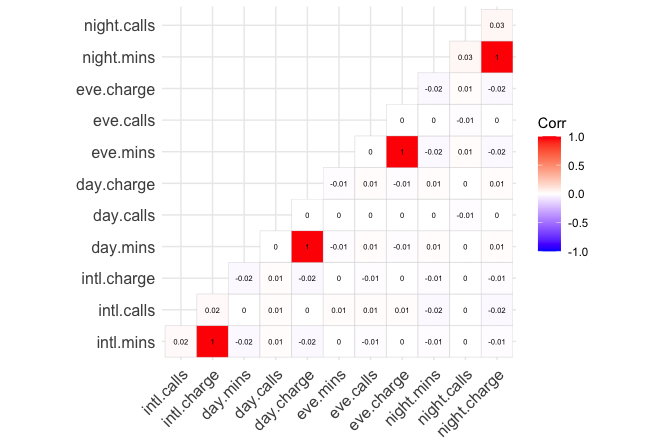 night.calls 0.03
night.mins 0.03 1
eve.charge -0.02 0.01 -0.02
eve.calls 0 0 -0.01 0
eve.mins 0 1 -0.02 0.01 -0.02
day.charge -0.01 0.01 -0.01 0.01 0 0.01
day.calls 0 0 0 0 0 -0.01 0
day.mins 0 1 -0.01 0.01 -0.01 0.01 0 0.01
intl.charge -0.02 0.01 -0.02 0 -0.01 0 -0.01 0 -0.01
intl.calls 0.02 0 0.01 0 0.01 0.01 0.01 -0.02 0 -0.02
intl.mins 0.02 1 -0.02 0.01 -0.02 0 -0.01 0 -0.01 0 -0.01
intl.calls
intl.charge
day.mins
day.calls
day.charge
eve.mins
eve.calls
eve.charge
night.mins
night.calls
night.charge
Corr
1.0
0.5
0.0
-0.5
-1.0